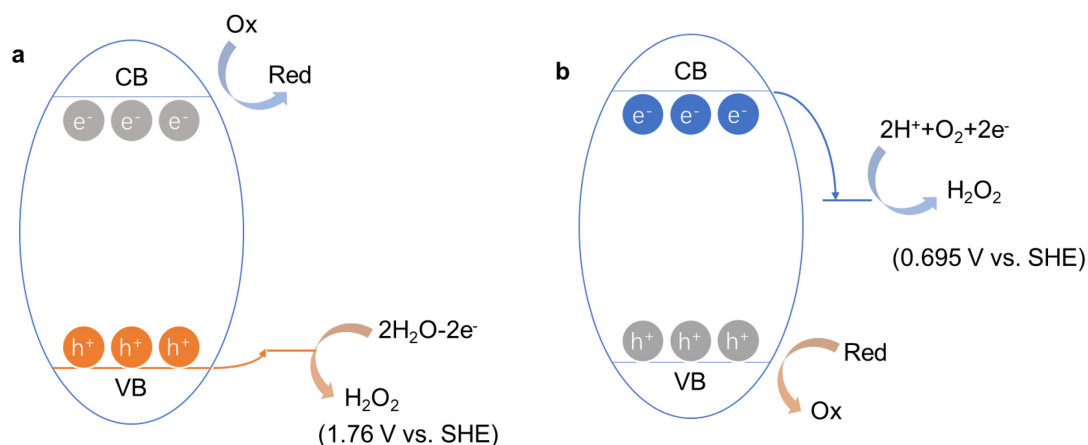 a
Ox
Red
CB
e⁻ e⁻ e⁻
h⁺ h⁺ h⁺
VB
2H₂O-2e⁻
H₂O₂
(1.76 V vs. SHE)
b
CB
e⁻ e⁻ e⁻
2H⁺+O₂+2e⁻
H₂O₂
(0.695 V vs. SHE)
h⁺ h⁺ h⁺
VB
Red
Ox